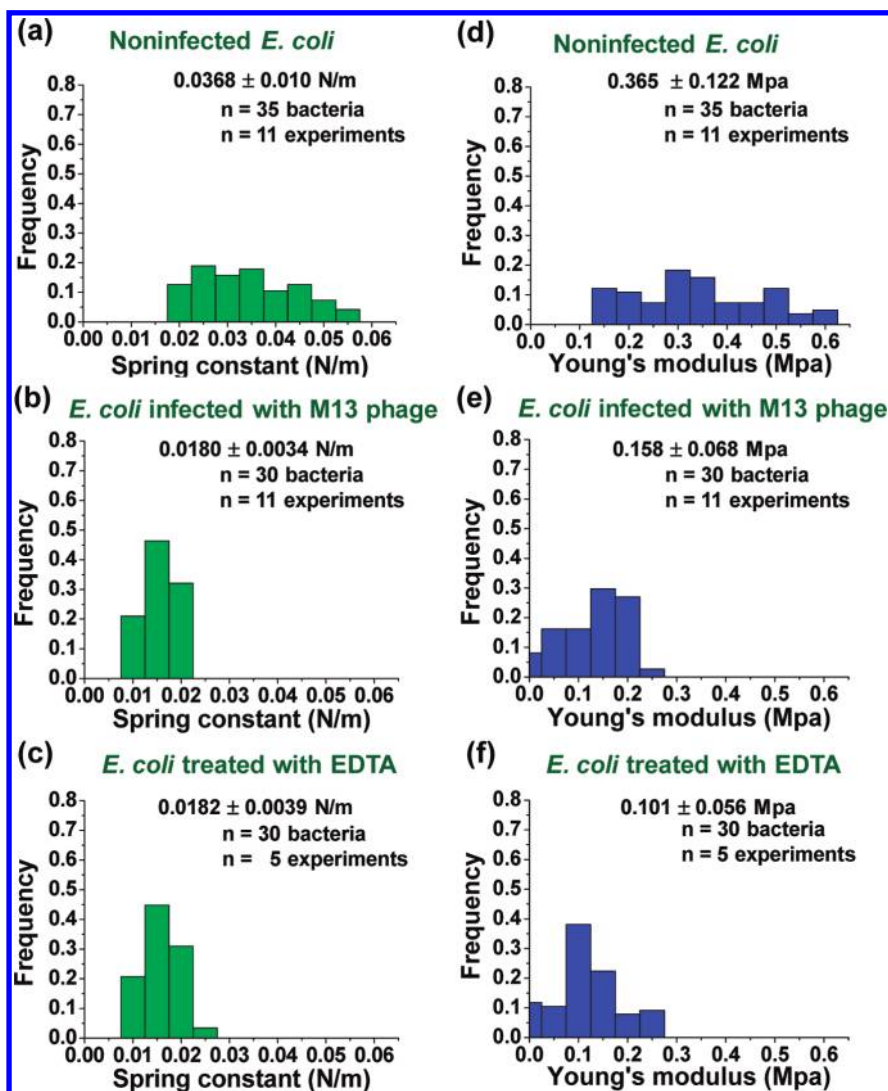 (a)
Noninfected E. coli
0.0368 ± 0.010 N/m
n = 35 bacteria
n = 11 experiments
Frequency
0.8
0.7
0.6
0.5
0.4
0.3
0.2
0.1
0.0
0.00 0.01 0.02 0.03 0.04 0.05 0.06
Spring constant (N/m)
(d)
Noninfected E. coli
0.365 ± 0.122 Mpa
n = 35 bacteria
n = 11 experiments
Frequency
0.8
0.7
0.6
0.5
0.4
0.3
0.2
0.1
0.0
0.0 0.1 0.2 0.3 0.4 0.5 0.6
Young's modulus (Mpa)
(b)
E. coli infected with M13 phage
0.0180 ± 0.0034 N/m
n = 30 bacteria
n = 11 experiments
Frequency
0.8
0.7
0.6
0.5
0.4
0.3
0.2
0.1
0.0
0.00 0.01 0.02 0.03 0.04 0.05 0.06
Spring constant (N/m)
(e)
E. coli infected with M13 phage
0.158 ± 0.068 Mpa
n = 30 bacteria
n = 11 experiments
Frequency
0.8
0.7
0.6
0.5
0.4
0.3
0.2
0.1
0.0
0.0 0.1 0.2 0.3 0.4 0.5 0.6
Young's modulus (Mpa)
(c)
E. coli treated with EDTA
0.0182 ± 0.0039 N/m
n = 30 bacteria
n = 5 experiments
Frequency
0.8
0.7
0.6
0.5
0.4
0.3
0.2
0.1
0.0
0.00 0.01 0.02 0.03 0.04 0.05 0.06
Spring constant (N/m)
(f)
E. coli treated with EDTA
0.101 ± 0.056 Mpa
n = 30 bacteria
n = 5 experiments
Frequency
0.8
0.7
0.6
0.5
0.4
0.3
0.2
0.1
0.0
0.0 0.1 0.2 0.3 0.4 0.5 0.6
Young's modulus (Mpa)